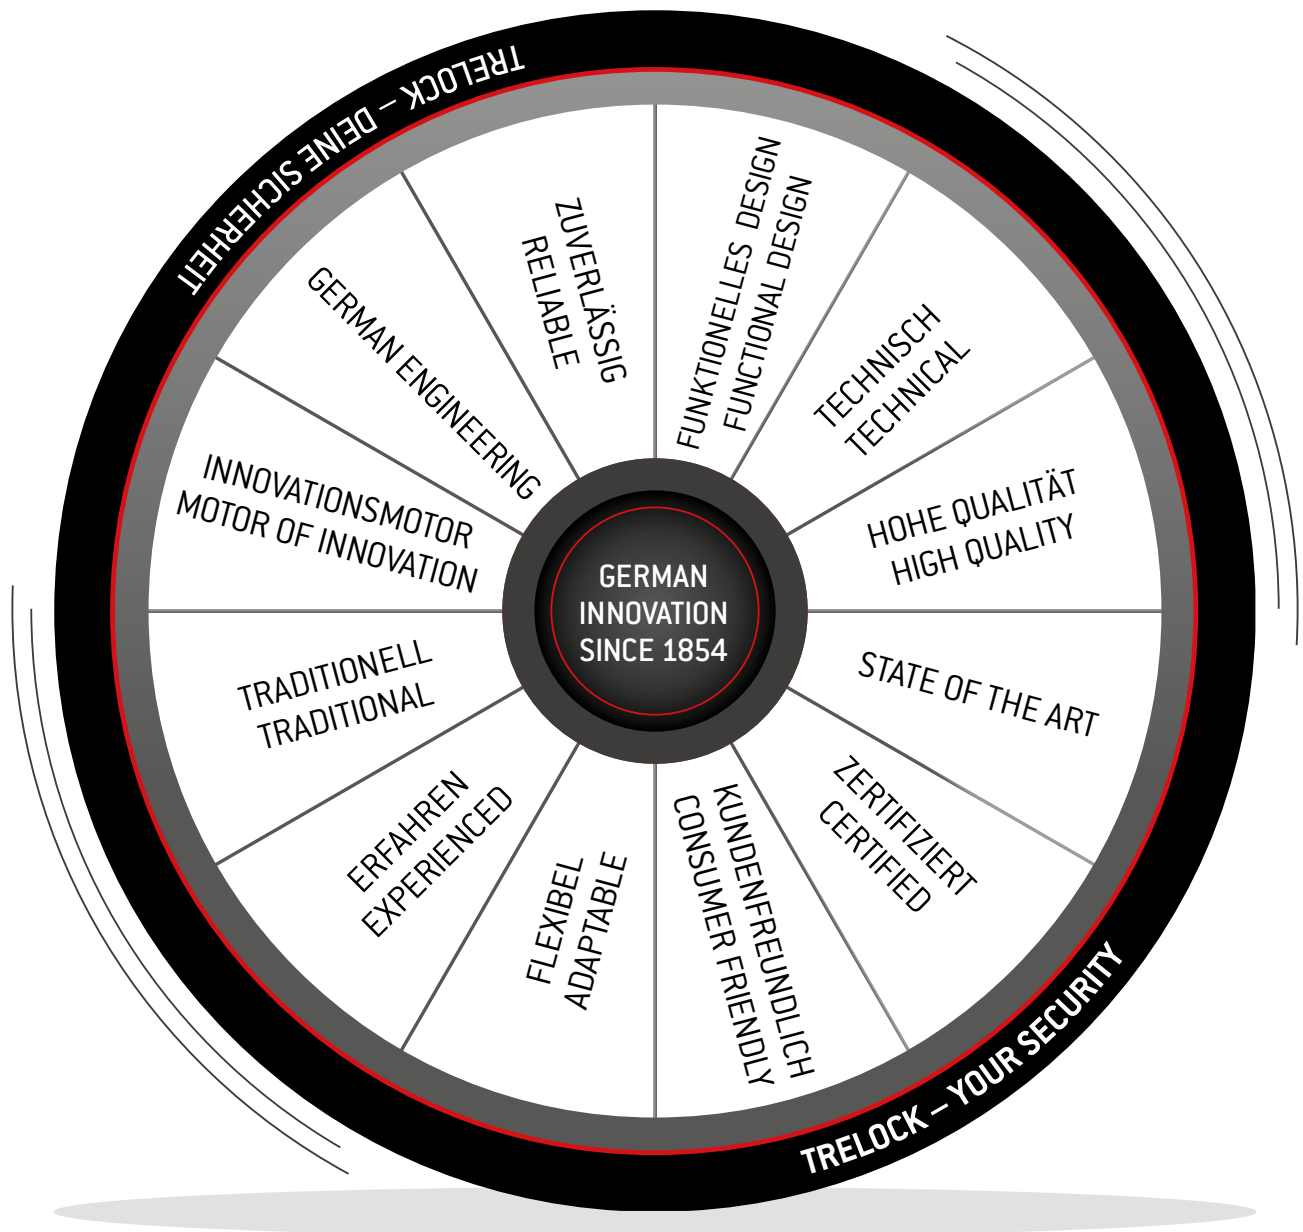 TRELOCK – DEINE SICHERHEIT
FUNKTIONELLES DESIGN
FUNCTIONAL DESIGN
TECHNISCH
TECHNICAL
HOHE QUALITÄT
HIGH QUALITY
STATE OF THE ART
ZERTIFIZIERT
CERTIFIED
KUNDENFREUNDLICH
CONSUMER FRIENDLY
FLEXIBEL
ADAPTABLE
ERFAHREN
EXPERIENCED
TRADITIONELL
TRADITIONAL
INNOVATIONSMOTOR
MOTOR OF INNOVATION
GERMAN ENGINEERING
ZUVERLÄSSIG
RELIABLE
GERMAN
INNOVATION
SINCE 1854
TRELOCK – YOUR SECURITY